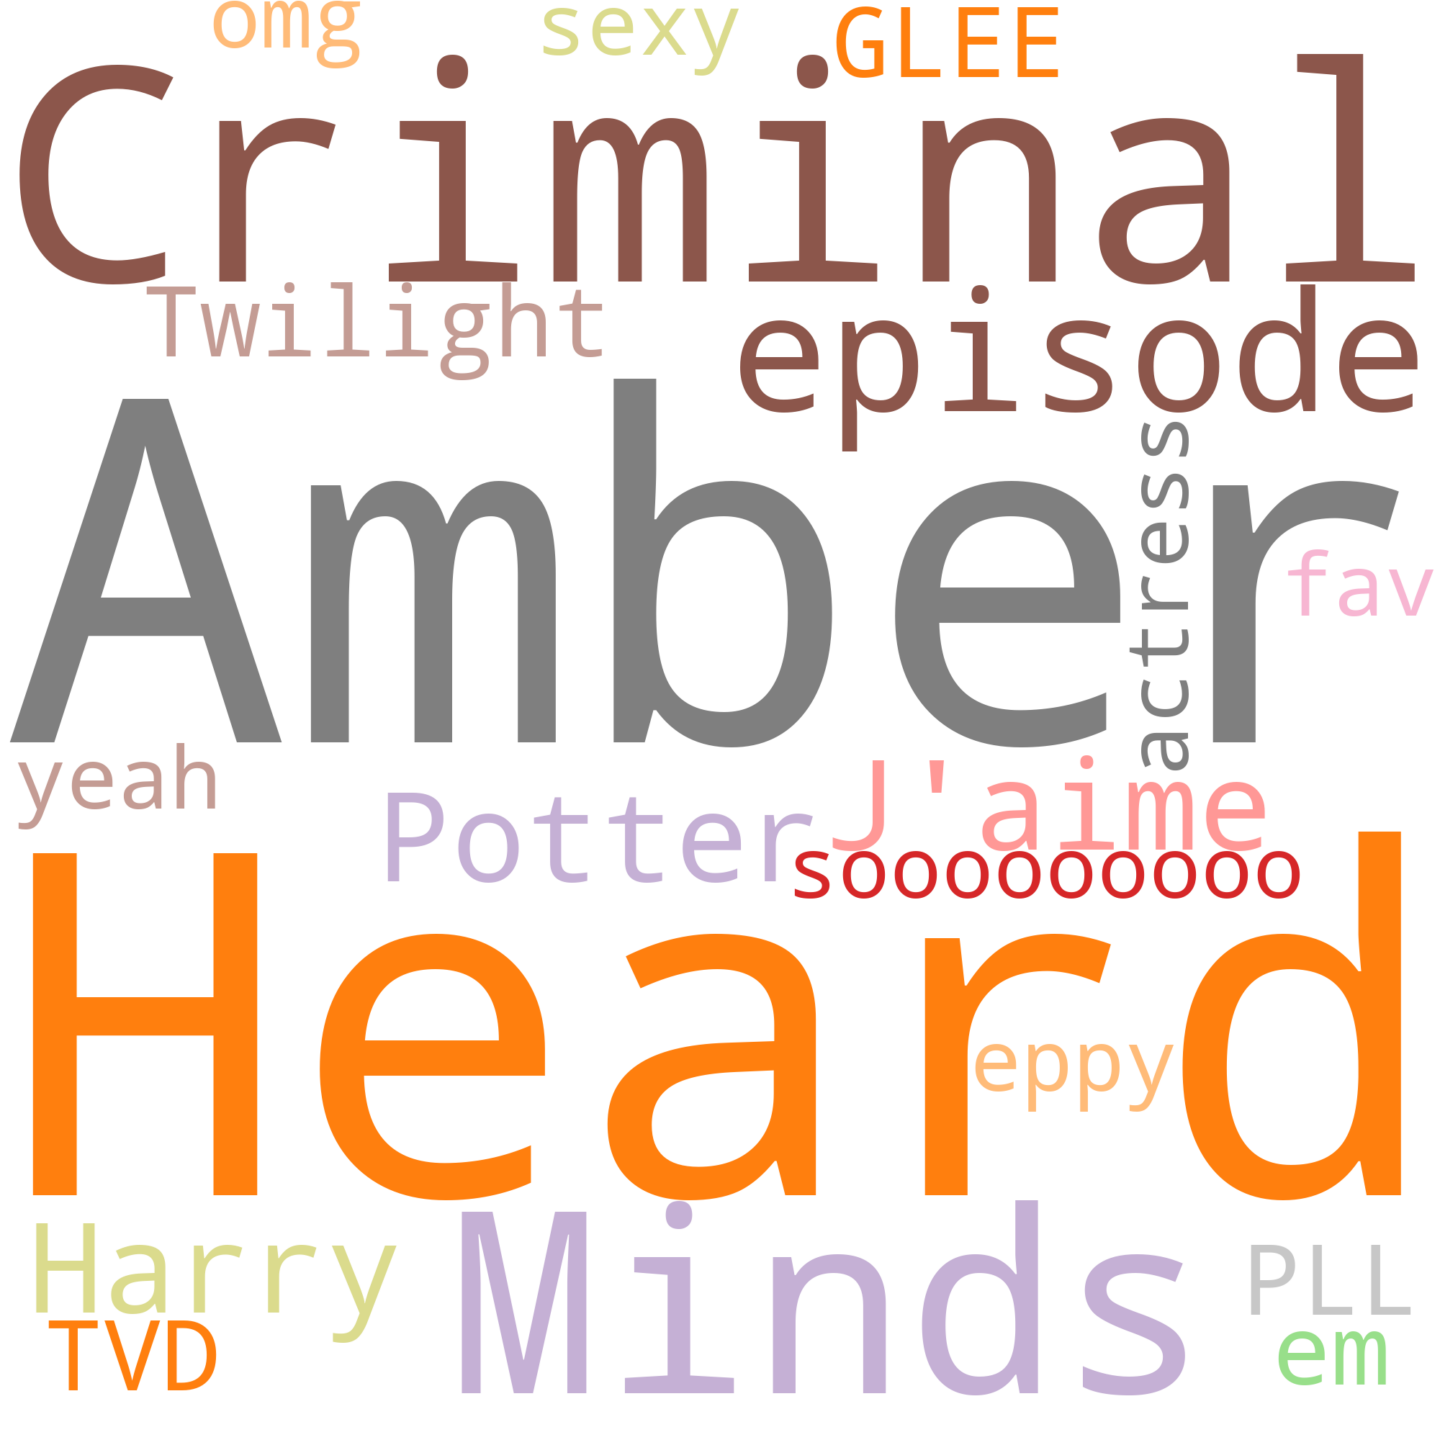 omg sexy GLEE
Criminal
Twilight episode
Amber
actress
fav
yeah Potter J'aime
sooooooooo
Heard
eppy
Harry Minds PLL
TVD em